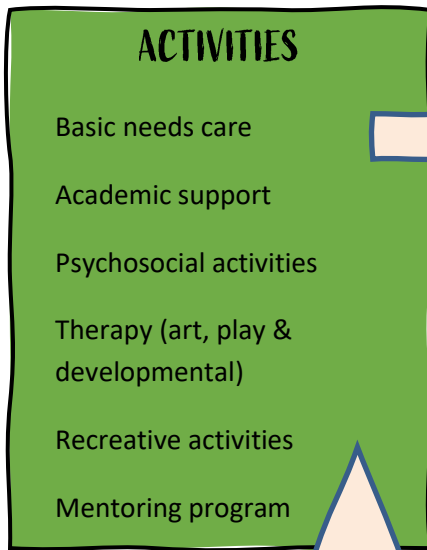 ACTIVITIES
Basic needs care
Academic support
Psychosocial activities
Therapy (art, play &
developmental)
Recreative activities
Mentoring program